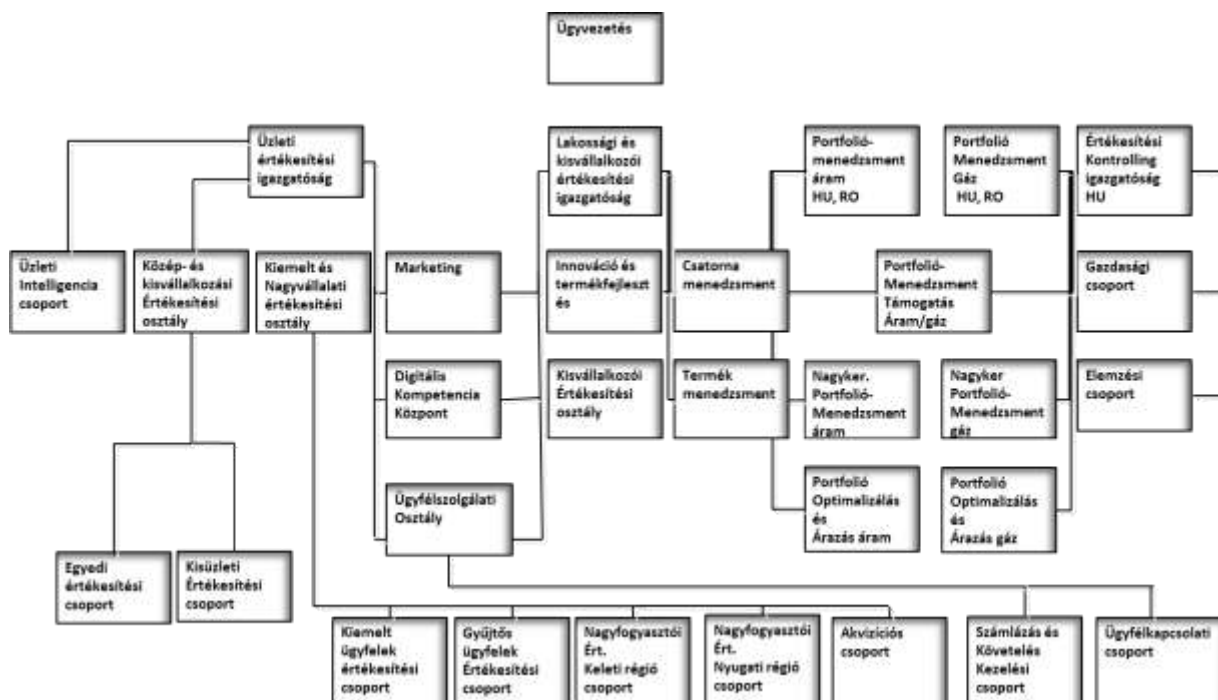 Ügyvezetés
Üzleti
értékesítési
igazgatóság
Lakossági és
kisvállalkozói
értékesítési
igazgatóság
Portfolió-
menedzsment
áram
HU, RO
Portfolió
Menedzsment
Gáz
HU, RO
Értékesítési
Kontrolling
igazgatóság
HU
Üzleti
Intelligencia
csoport
Közép- és
kisvállalkozási
Értékesítési
osztály
Kiemelt és
Nagyvállalati
értékesítési
osztály
Marketing
Innováció és
termékfejleszt
és
Csatorna
menedzsment
Portfolió-
Menedzsment
Támogatás
Áram/gáz
Gazdasági
csoport
Digitális
Kompetencia
Központ
Kisvállalkozói
Értékesítési
osztály
Termék
menedzsment
Nagyker.
Portfolió-
Menedzsment
áram
Nagyker
Portfolió-
Menedzsment
gáz
Elemzési
csoport
Ügyfélszolgálati
Osztály
Portfolió
Optimalizálás
és
Árazás áram
Portfolió
Optimalizálás
és
Árazás gáz
Egyedi
értékesítési
csoport
Kisüzleti
Értékesítési
csoport
Kiemelt
ügyfelek
értékesítési
csoport
Gyűjtős
ügyfelek
Értékesítési
csoport
Nagyfogyasztói
Ért.
Keleti régió
csoport
Nagyfogyasztói
Ért.
Nyugati régió
csoport
Akvizíciós
csoport
Számlázás és
Követelés
Kezelési
csoport
Ügyfélkapcsolati
csoport